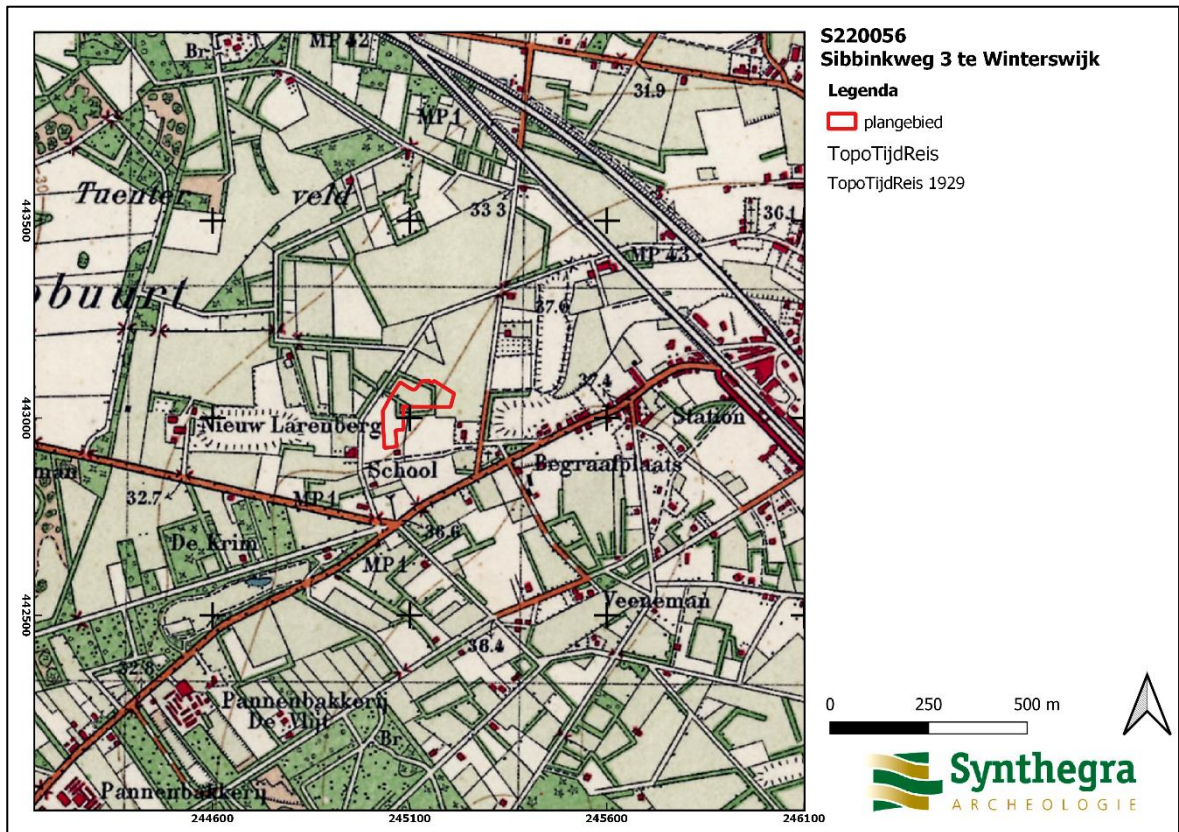 S220056
Sibbinkweg 3 te Winterswijk
Legenda
plangebied
TopoTijdReis
TopoTijdReis 1929
Br
MP 42
31.9
MP 1
Tuenter veld
33 3
36.1
443500
MP 43
buurt
37.6
37.4
443000
Nieuw Larenberg
Station
School
Begraafplaats
man
32.7
MP 1
36.6
De Krim
MP 1
442500
Veeneman
36.4
32.8
Pannenbakkerij
De Vlijt
Br
Pannenbakkerij
244600
245100
245600
246100
0 250 500 m
Synthegra
ARCHEOLOGIE